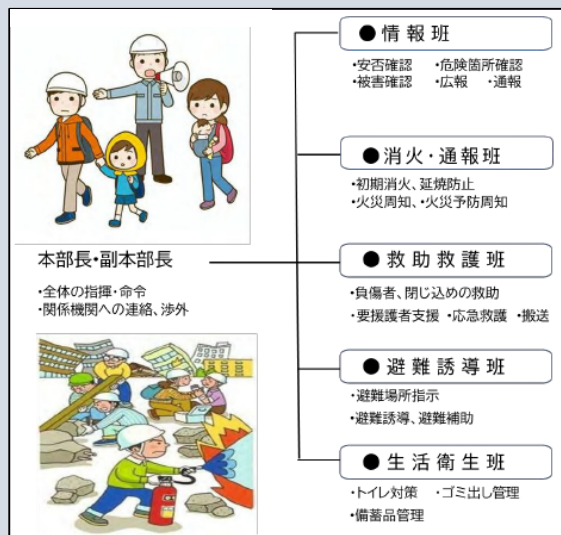 本部長・副本部長
・全体の指揮・命令
・関係機関への連絡、渉外
●情報班
・安否確認 ・危険箇所確認
・被害確認 ・広報 ・通報
●消火・通報班
・初期消火、延焼防止
・火災周知、・火災予防周知
●救助救護班
・負傷者、閉じ込めの救助
・要援護者支援 ・応急救護 ・搬送
●避難誘導班
・避難場所指示
・避難誘導、避難補助
●生活衛生班
・トイレ対策 ・ゴミ出し管理
・備蓄品管理